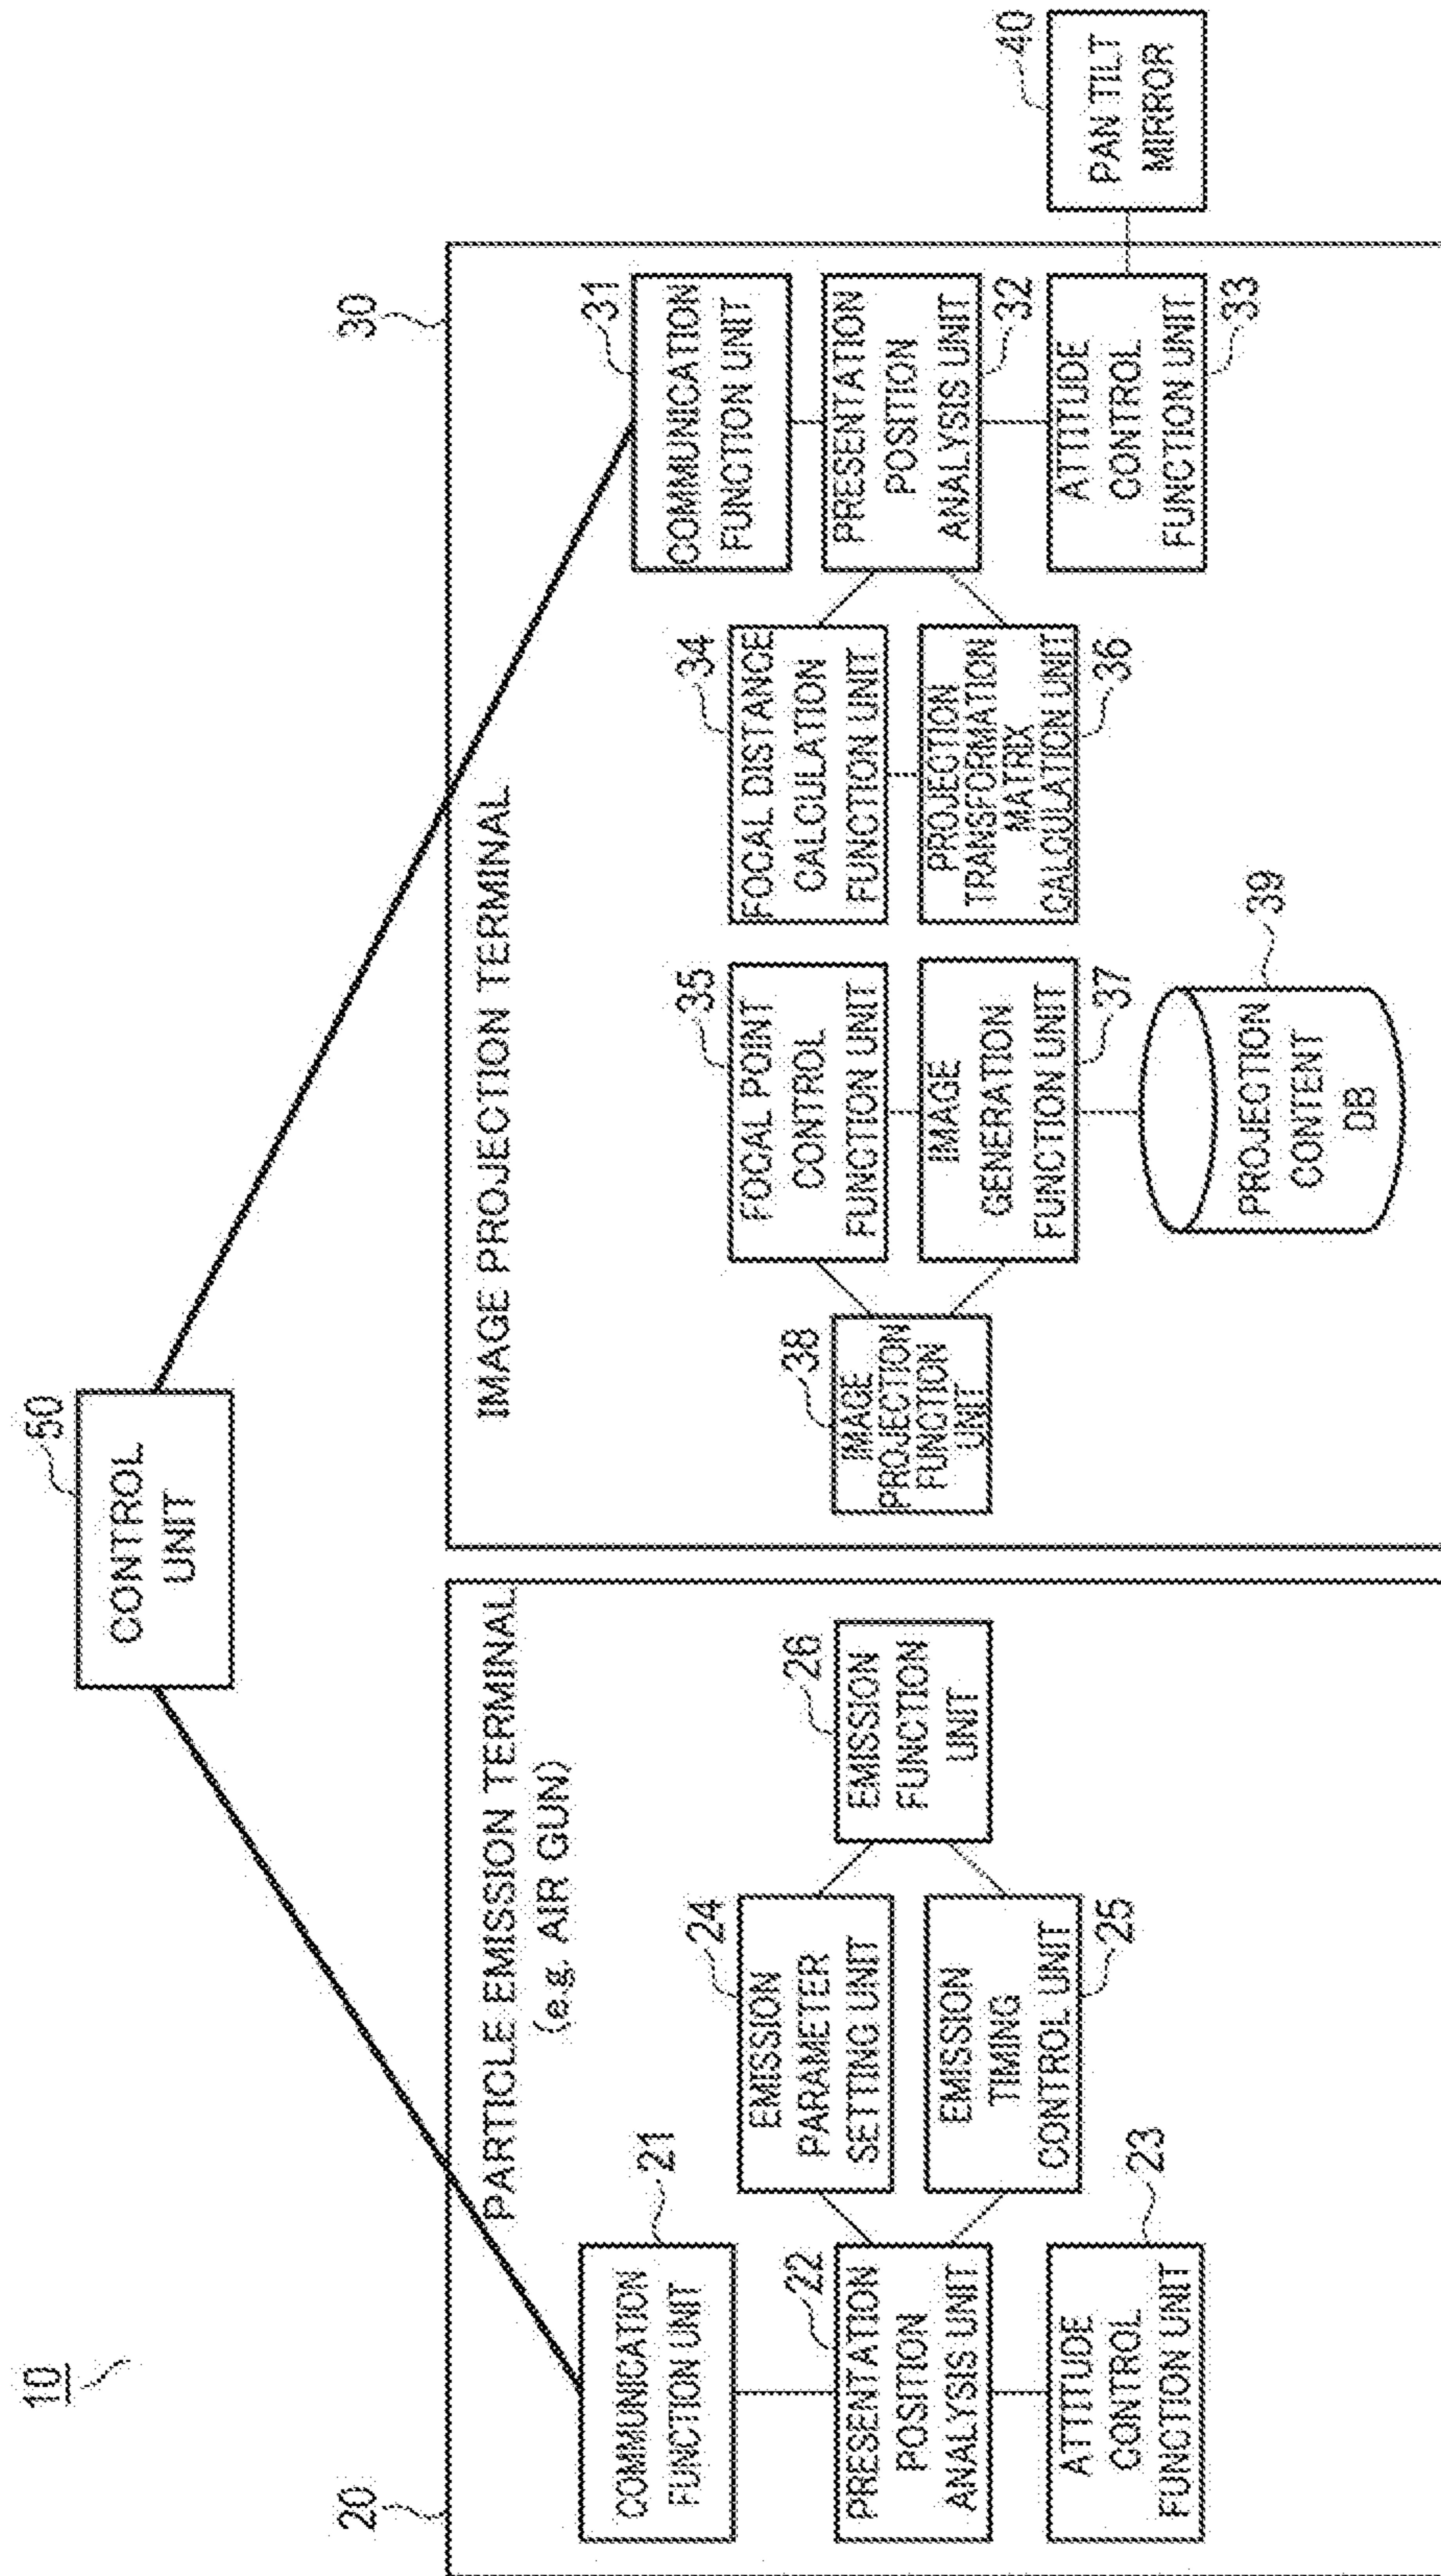 10
50
CONTROL
UNIT
20
PARTICLE EMISSION TERMINAL
(e.g. AIR GUN)
21
COMMUNICATION
FUNCTION UNIT
22
PRESENTATION
POSITION
ANALYSIS UNIT
23
ATTITUDE
CONTROL
FUNCTION UNIT
24
EMISSION
PARAMETER
SETTING UNIT
25
EMISSION
TIMING
CONTROL UNIT
26
EMISSION
FUNCTION
UNIT
30
IMAGE PROJECTION TERMINAL
38
IMAGE
PROJECTION
FUNCTION
UNIT
35
FOCAL POINT
CONTROL
FUNCTION UNIT
37
IMAGE
GENERATION
FUNCTION UNIT
39
PROJECTION
CONTENT
DB
34
FOCAL DISTANCE
CALCULATION
FUNCTION UNIT
36
PROJECTION
TRANSFORMATION
MATRIX
CALCULATION UNIT
31
COMMUNICATION
FUNCTION UNIT
32
PRESENTATION
POSITION
ANALYSIS UNIT
33
ATTITUDE
CONTROL
FUNCTION UNIT
40
PAN TILT
MIRROR